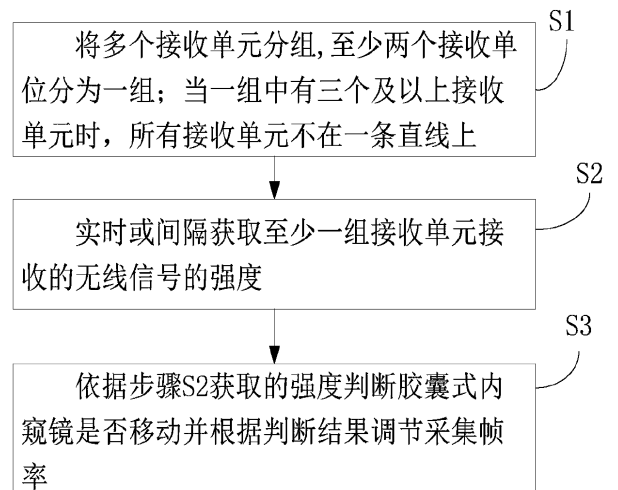 S1
将多个接收单元分组,至少两个接收单
位分为一组；当一组中有三个及以上接收
单元时，所有接收单元不在一条直线上
S2
实时或间隔获取至少一组接收单元接
收的无线信号的强度
S3
依据步骤S2获取的强度判断胶囊式内
窥镜是否移动并根据判断结果调节采集帧
率